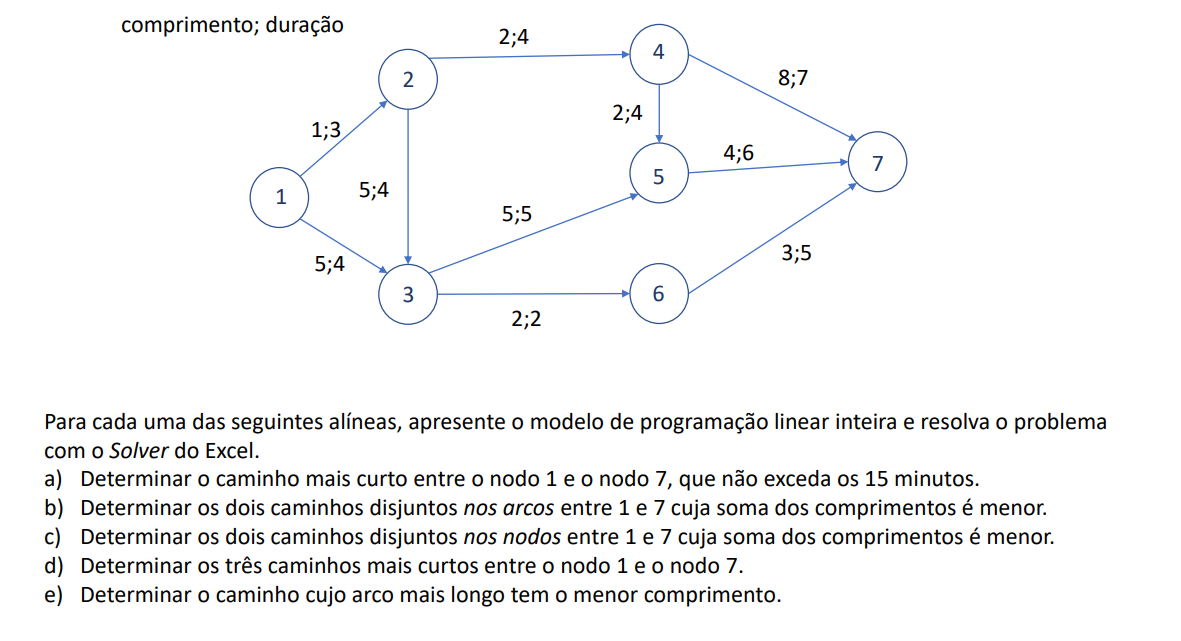 comprimento; duração
2;4
4
2
8;7
2;4
1;3
4;6
7
5
1
5;4
5;5
3;5
5;4
3
6
2;2
Para cada uma das seguintes alíneas, apresente o modelo de programação linear inteira e resolva o problema
com o Solver do Excel.
a) Determinar o caminho mais curto entre o nodo 1 e o nodo 7, que não exceda os 15 minutos.
b) Determinar os dois caminhos disjuntos nos arcos entre 1 e 7 cuja soma dos comprimentos é menor.
c) Determinar os dois caminhos disjuntos nos nodos entre 1 e 7 cuja soma dos comprimentos é menor.
d) Determinar os três caminhos mais curtos entre o nodo 1 e o nodo 7.
e) Determinar o caminho cujo arco mais longo tem o menor comprimento.